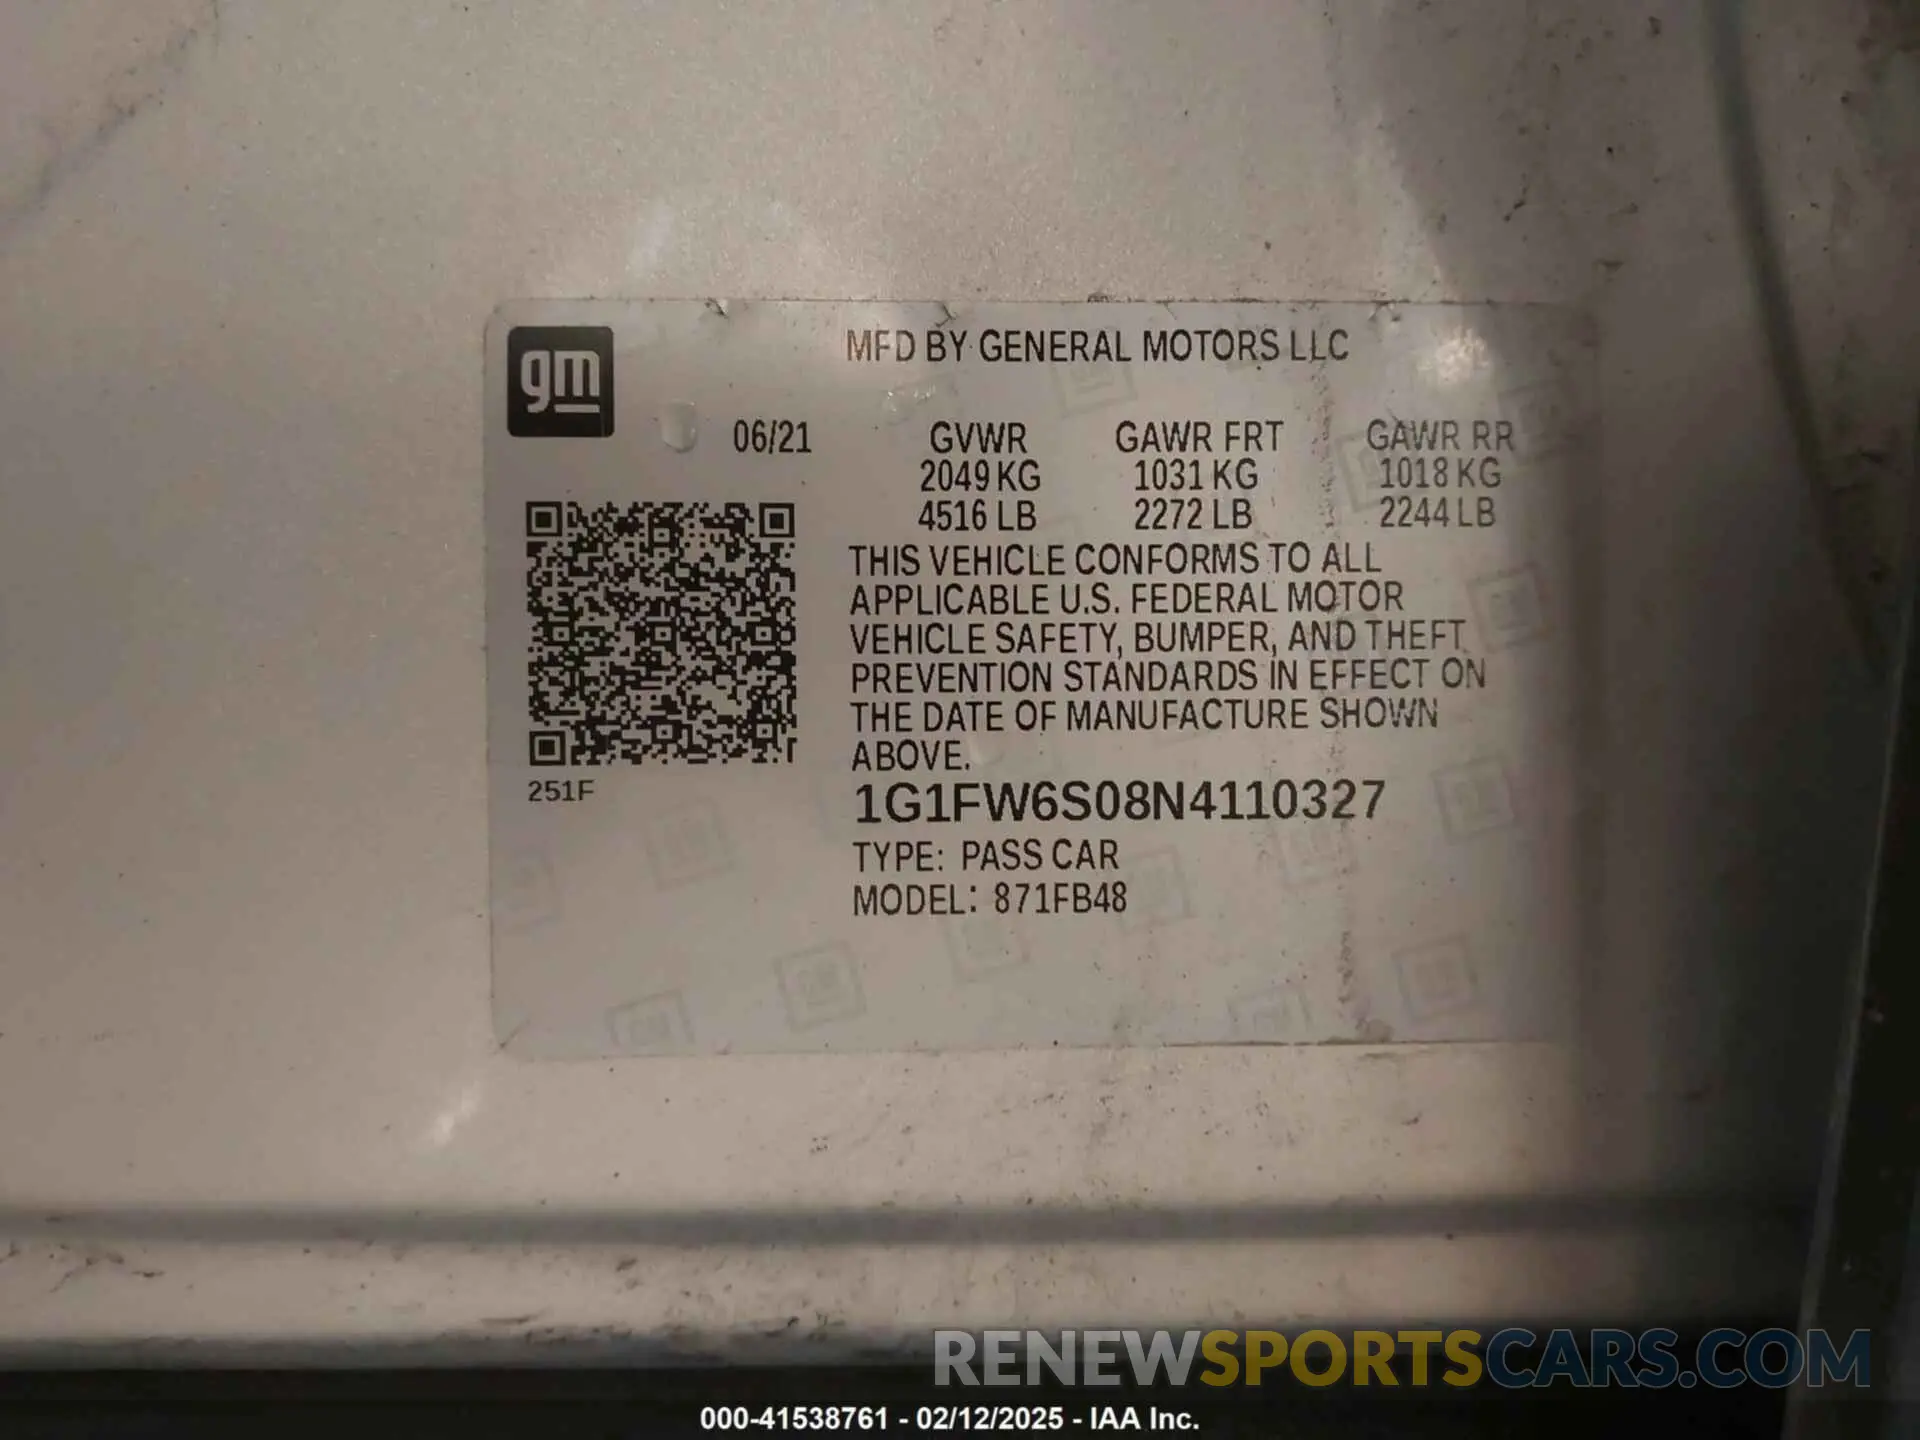 gm
MFD BY GENERAL MOTORS LLC
06/21 GVWR GAWR FRT GAWR RR
2049 KG 1031 KG 1018 KG
4516 LB 2272 LB 2244 LB
THIS VEHICLE CONFORMS TO ALL
APPLICABLE U.S. FEDERAL MOTOR
VEHICLE SAFETY, BUMPER, AND THEFT
PREVENTION STANDARDS IN EFFECT ON
THE DATE OF MANUFACTURE SHOWN
ABOVE.
251F
1G1FW6S08N4110327
TYPE: PASS CAR
MODEL: 871FB48
RENEWSPORTSCARS.COM
000-41538761 - 02/12/2025 - IAA Inc.